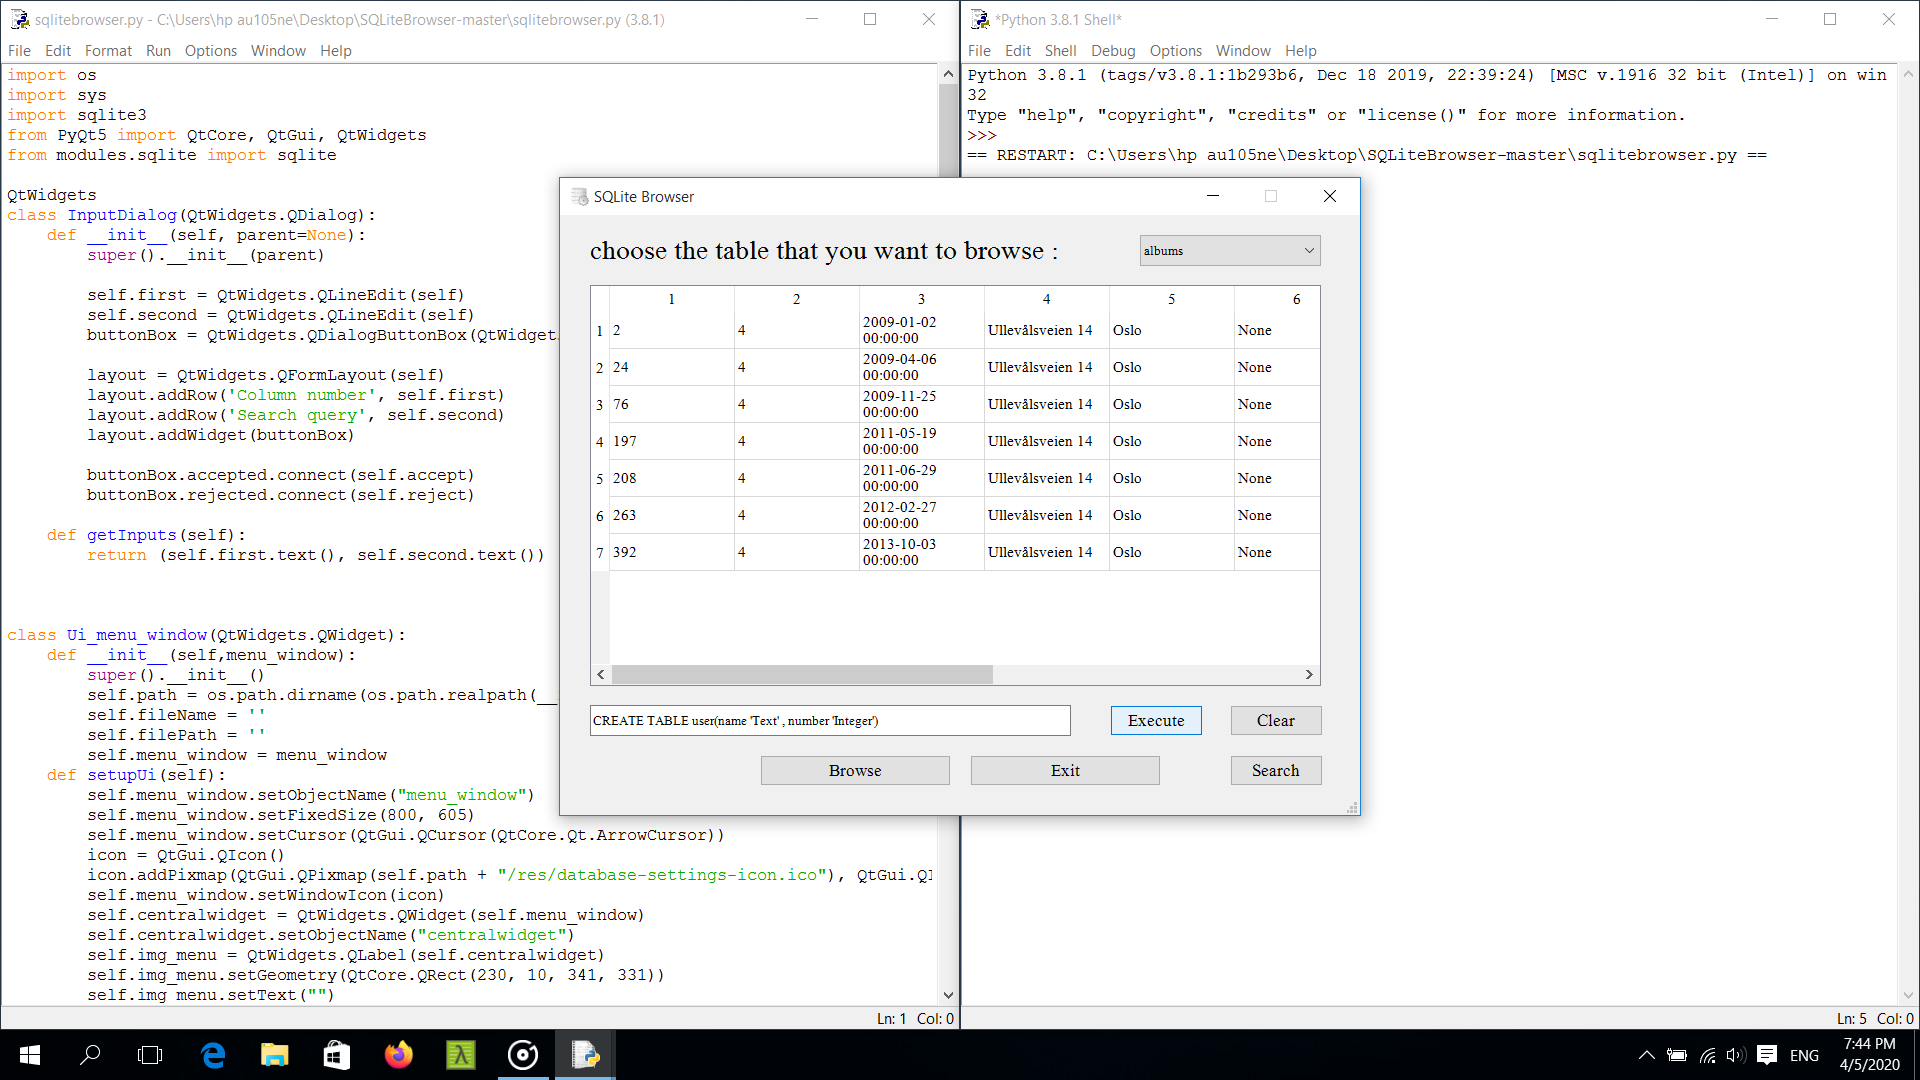 sqlitebrowser.py - C:\Users\hp au105ne\Desktop\SQLiteBrowser-master\sqlitebrowser.py (3.8.1)
File Edit Format Run Options Window Help
import os
import sys
import sqlite3
from PyQt5 import QtCore, QtGui, QtWidgets
from modules.sqlite import sqlite
QtWidgets
class InputDialog(QtWidgets.QDialog):
    def __init__(self, parent=None):
        super().__init__(parent)
        self.first = QtWidgets.QLineEdit(self)
        self.second = QtWidgets.QLineEdit(self)
        buttonBox = QtWidgets.QDialogButtonBox(QtWidget
        layout = QtWidgets.QFormLayout(self)
        layout.addRow('Column number', self.first)
        layout.addRow('Search query', self.second)
        layout.addWidget(buttonBox)
        buttonBox.accepted.connect(self.accept)
        buttonBox.rejected.connect(self.reject)
    def getInputs(self):
        return (self.first.text(), self.second.text())
class Ui_menu_window(QtWidgets.QWidget):
    def __init__(self,menu_window):
        super().__init__()
        self.path = os.path.dirname(os.path.realpath(__
        self.fileName = ''
        self.filePath = ''
        self.menu_window = menu_window
    def setupUi(self):
        self.menu_window.setObjectName("menu_window")
        self.menu_window.setFixedSize(800, 605)
        self.menu_window.setCursor(QtGui.QCursor(QtCore.Qt.ArrowCursor))
        icon = QtGui.QIcon()
        icon.addPixmap(QtGui.QPixmap(self.path + "/res/database-settings-icon.ico"), QtGui.QI
        self.menu_window.setWindowIcon(icon)
        self.centralwidget = QtWidgets.QWidget(self.menu_window)
        self.centralwidget.setObjectName("centralwidget")
        self.img_menu = QtWidgets.QLabel(self.centralwidget)
        self.img_menu.setGeometry(QtCore.QRect(230, 10, 341, 331))
        self.img_menu.setText("")
Ln: 1 Col: 0
*Python 3.8.1 Shell*
File Edit Shell Debug Options Window Help
Python 3.8.1 (tags/v3.8.1:1b293b6, Dec 18 2019, 22:39:24) [MSC v.1916 32 bit (Intel)] on win
32
Type "help", "copyright", "credits" or "license()" for more information.
>>>
== RESTART: C:\Users\hp au105ne\Desktop\SQLiteBrowser-master\sqlitebrowser.py ==
Ln: 5 Col: 0
SQLite Browser
choose the table that you want to browse : albums
1 2 3 4 5 6
1 2 4 2009-01-02 00:00:00 Ullevålsveien 14 Oslo None
2 24 4 2009-04-06 00:00:00 Ullevålsveien 14 Oslo None
3 76 4 2009-11-25 00:00:00 Ullevålsveien 14 Oslo None
4 197 4 2011-05-19 00:00:00 Ullevålsveien 14 Oslo None
5 208 4 2011-06-29 00:00:00 Ullevålsveien 14 Oslo None
6 263 4 2012-02-27 00:00:00 Ullevålsveien 14 Oslo None
7 392 4 2013-10-03 00:00:00 Ullevålsveien 14 Oslo None
CREATE TABLE user(name 'Text' , number 'Integer') Execute Clear
Browse Exit Search
ENG 7:44 PM
4/5/2020